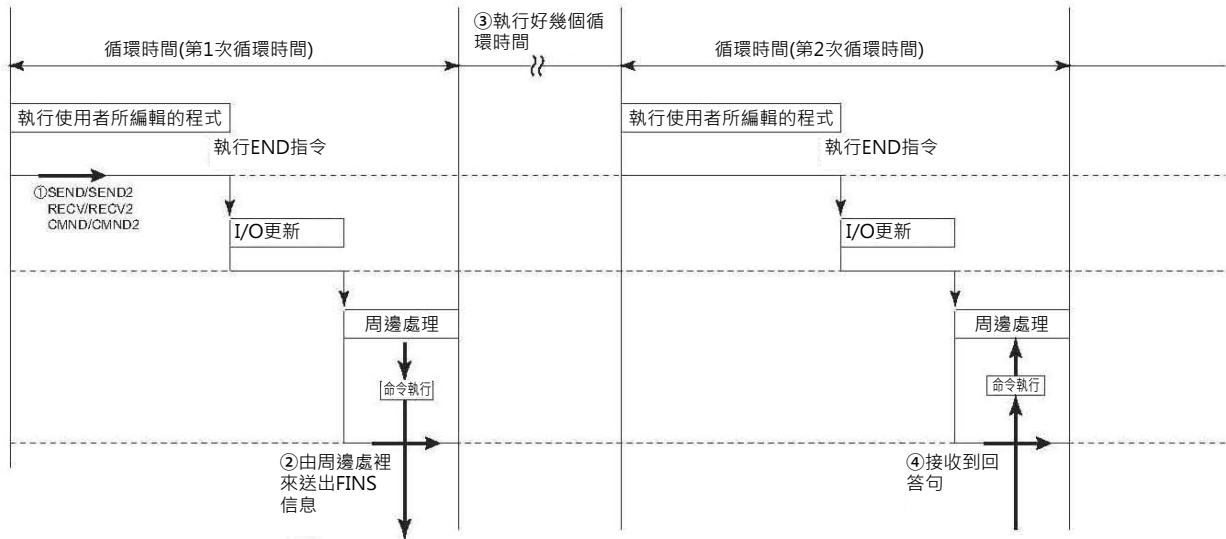 ③執行好幾個循
環時間
循環時間(第1次循環時間)
循環時間(第2次循環時間)
執行使用者所編輯的程式
執行使用者所編輯的程式
執行END指令
執行END指令
①SEND/SEND2
RECV/RECV2
CMND/CMND2
I/O更新
I/O更新
周邊處理
周邊處理
命令執行
命令執行
②由周邊處裡
來送出FINS
信息
④接收到回
答句